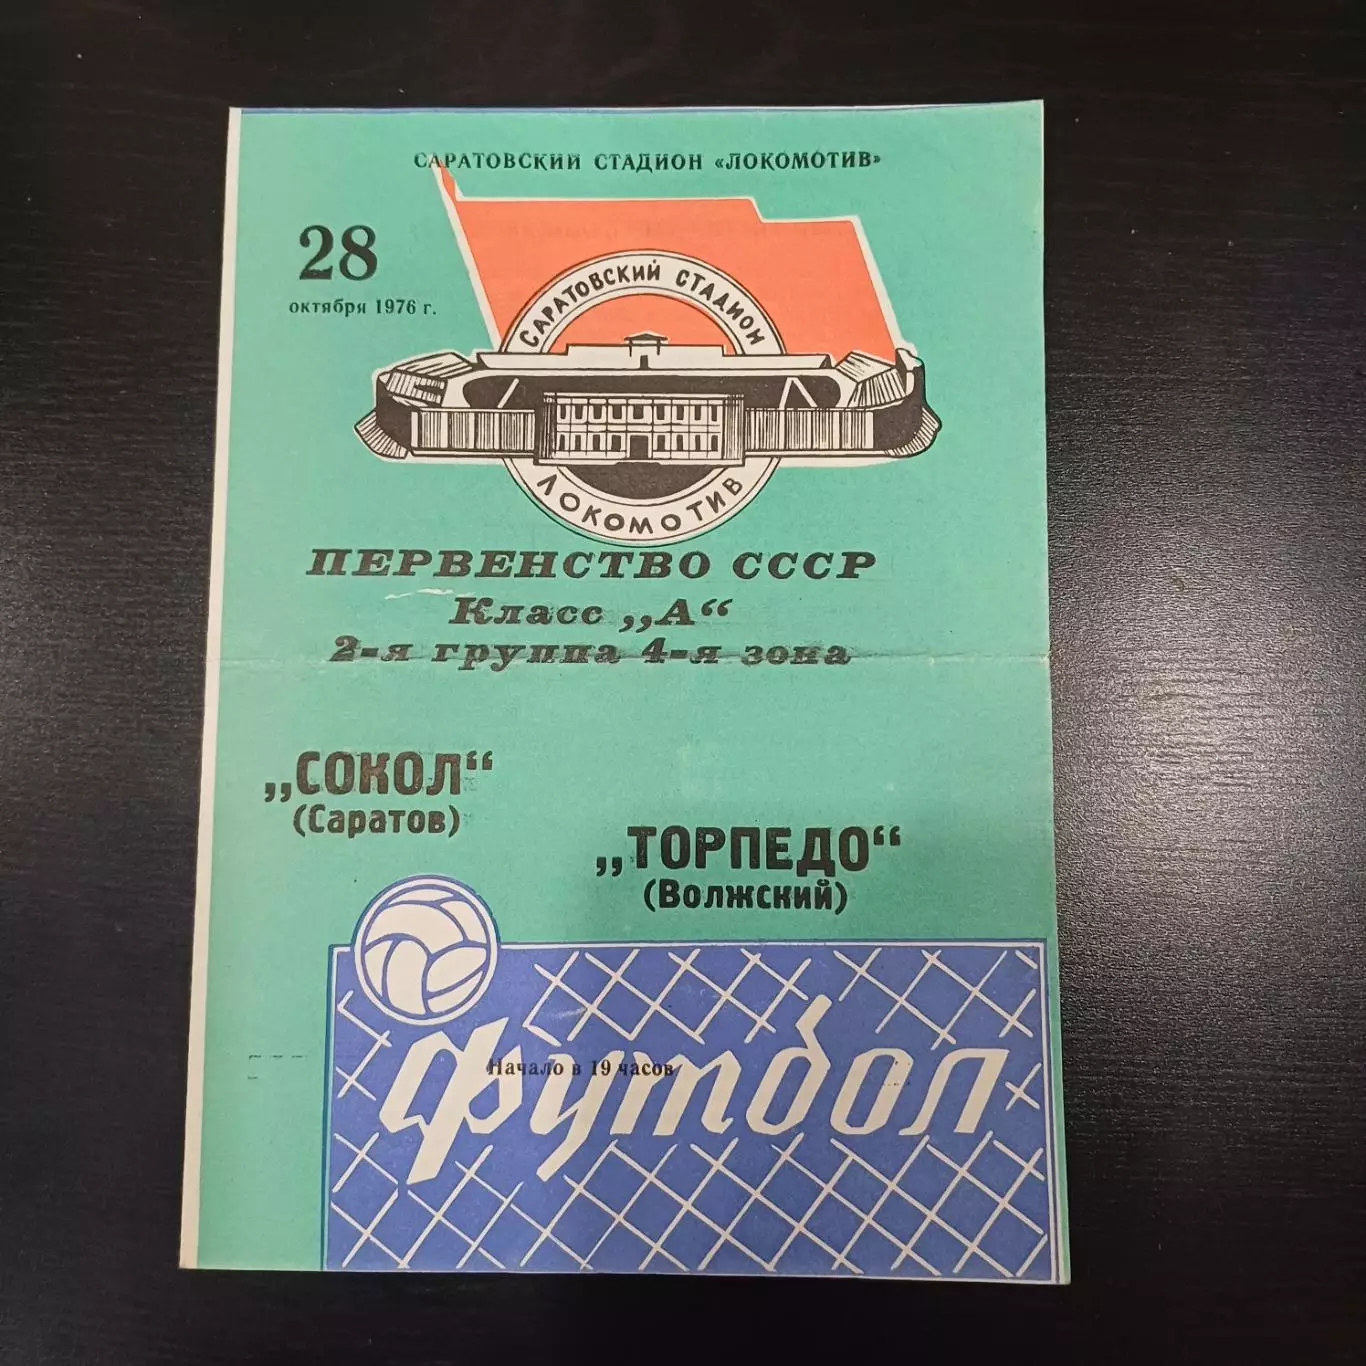 САРАТОВСКИЙ СТАДИОН «ЛОКОМОТИВ»
28
октября 1976 г.
САРАТОВСКИЙ СТАДИОН
ЛОКОМОТИВ
ПЕРВЕНСТВО СССР
Класс „А“
2-я группа 4-я зона
„СОКОЛ“
(Саратов)
„ТОРПЕДО“
(Волжский)
Начало в 19 часов
футбол